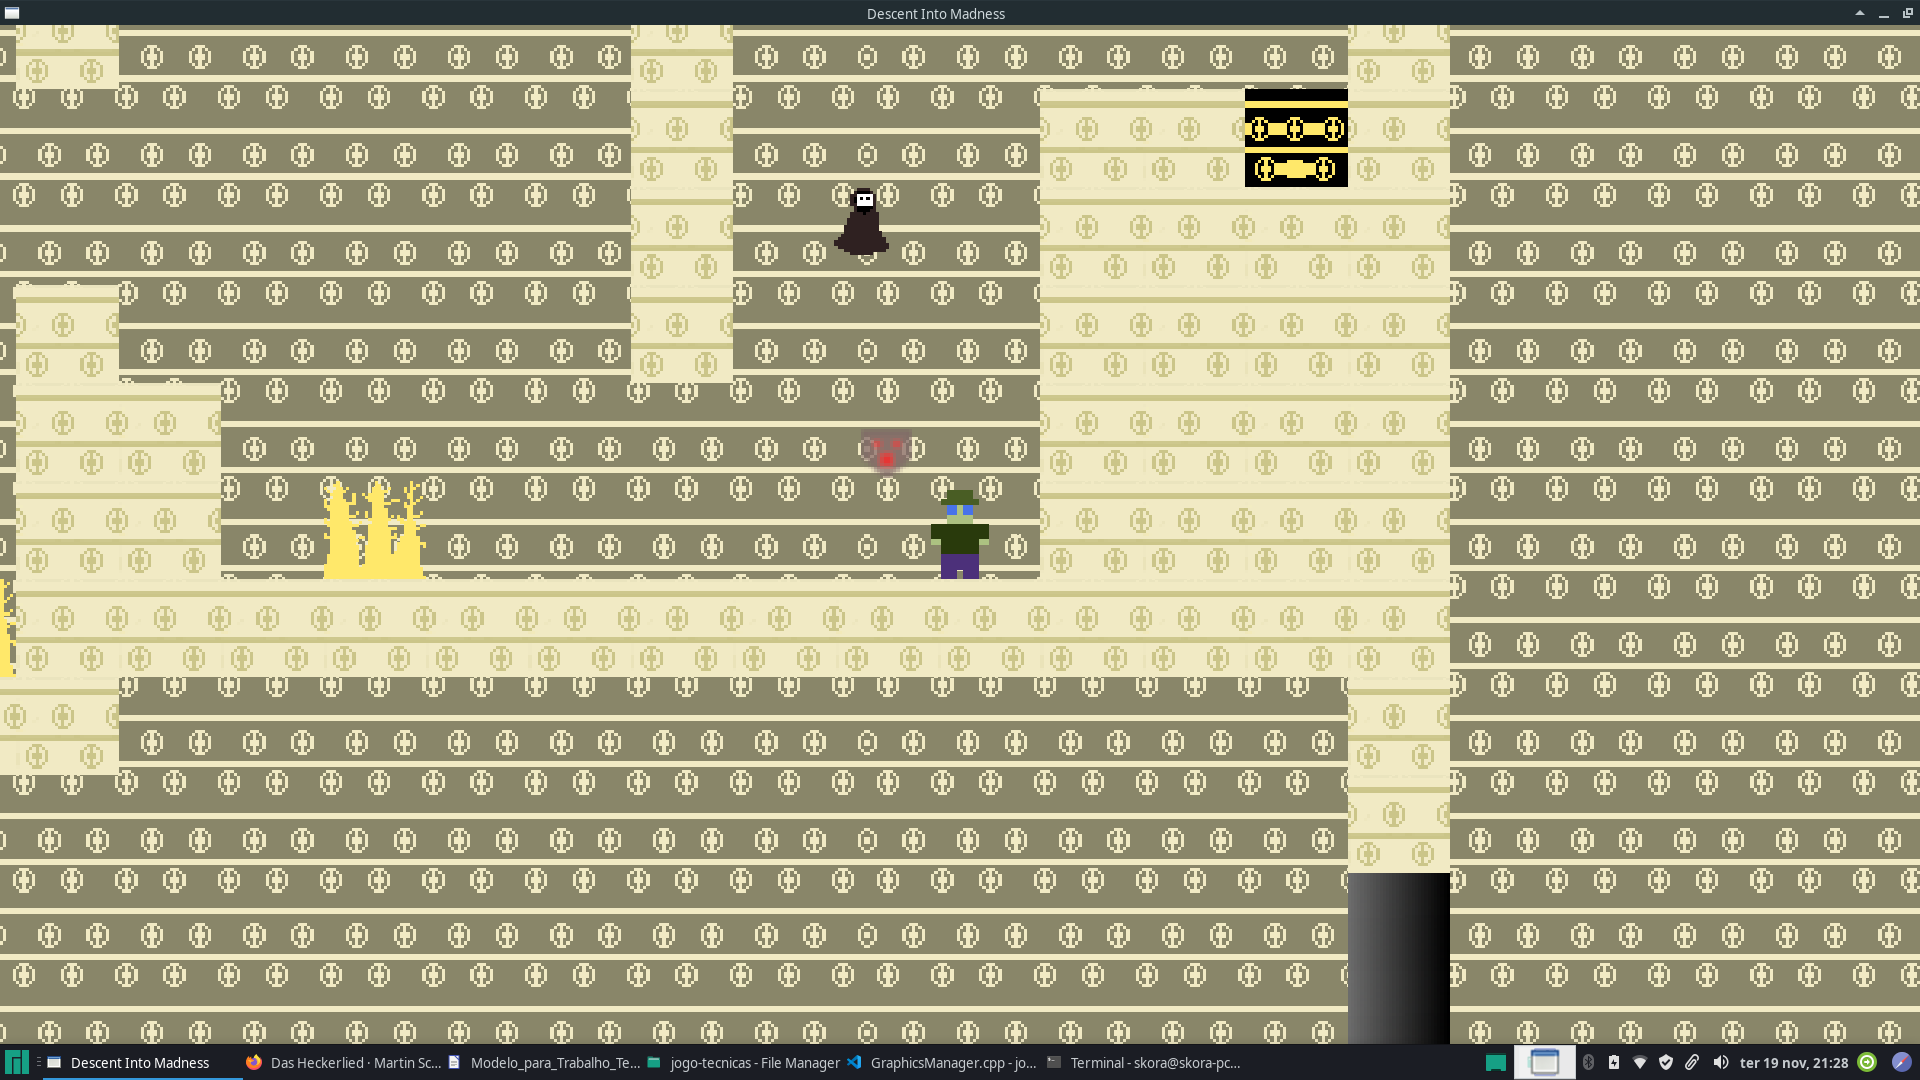 Descent Into Madness
Descent Into Madness
Das Heckerlied · Martin Sc...
Modelo_para_Trabalho_Te...
jogo-tecnicas - File Manager
GraphicsManager.cpp - jo...
Terminal - skora@skora-pc...
ter 19 nov, 21:28